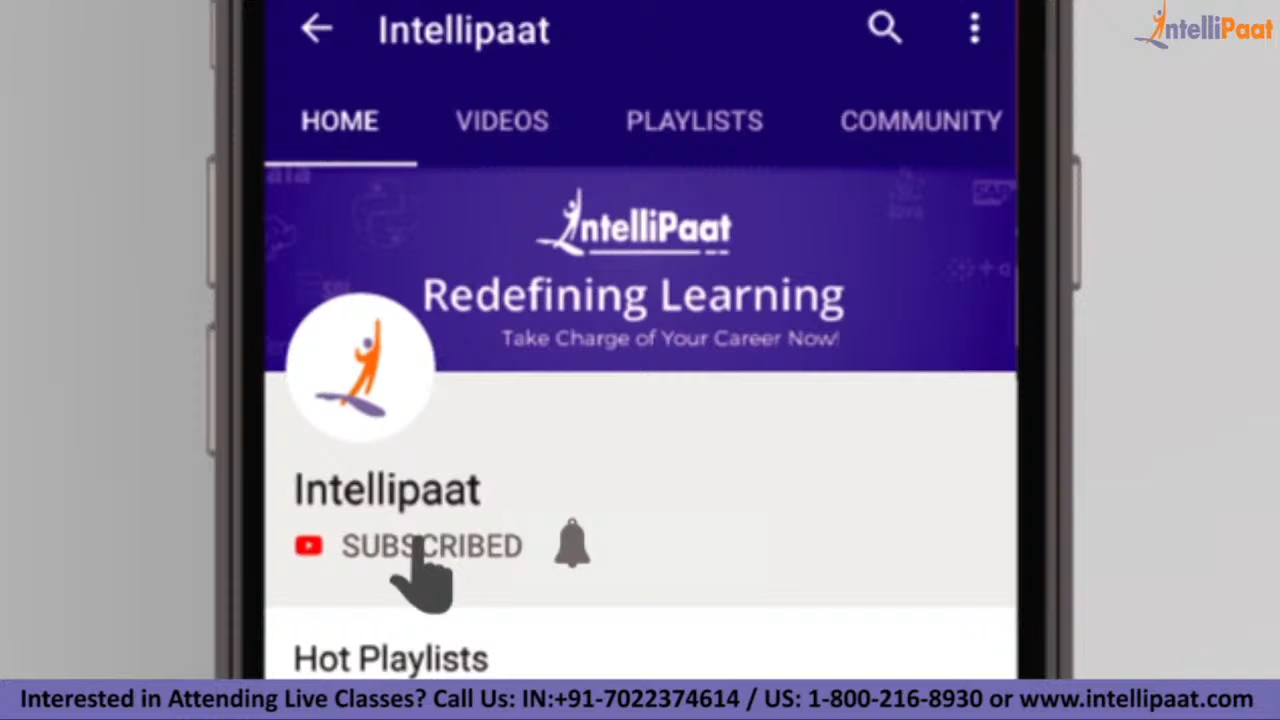 Intellipaat
IntelliPaat
HOME VIDEOS PLAYLISTS COMMUNITY
SAP
Java
IntelliPaat
Redefining Learning
Take Charge of Your Career Now!
Intellipaat
SUBSCRIBED
Hot Playlists
Interested in Attending Live Classes? Call Us: IN:+91-7022374614 / US: 1-800-216-8930 or www.intellipaat.com